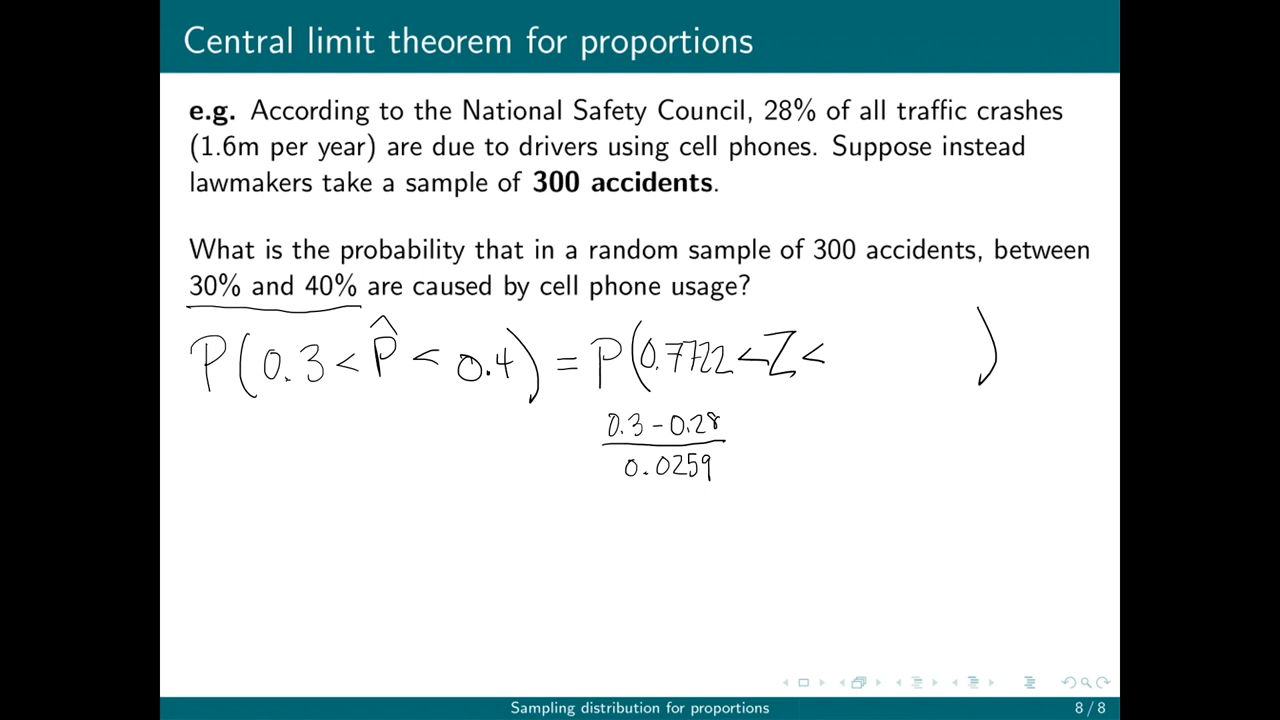 Central limit theorem for proportions
e.g. According to the National Safety Council, 28% of all traffic crashes
(1.6m per year) are due to drivers using cell phones. Suppose instead
lawmakers take a sample of 300 accidents.
What is the probability that in a random sample of 300 accidents, between
30% and 40% are caused by cell phone usage?
P(0.3 < P̂ < 0.4) = P(0.7722 < Z < )
0.3 - 0.28
0.0259
Sampling distribution for proportions 8 / 8